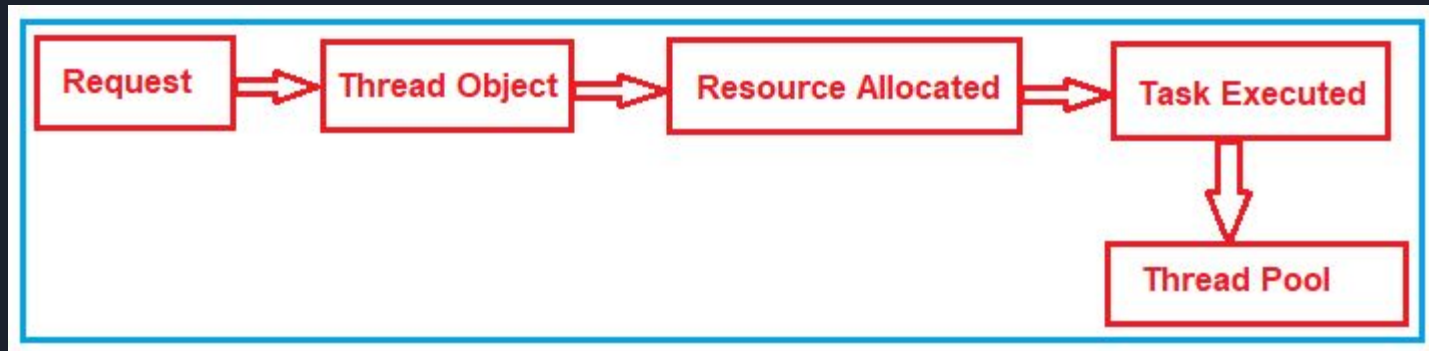 Request
Thread Object
Resource Allocated
Task Executed
Thread Pool